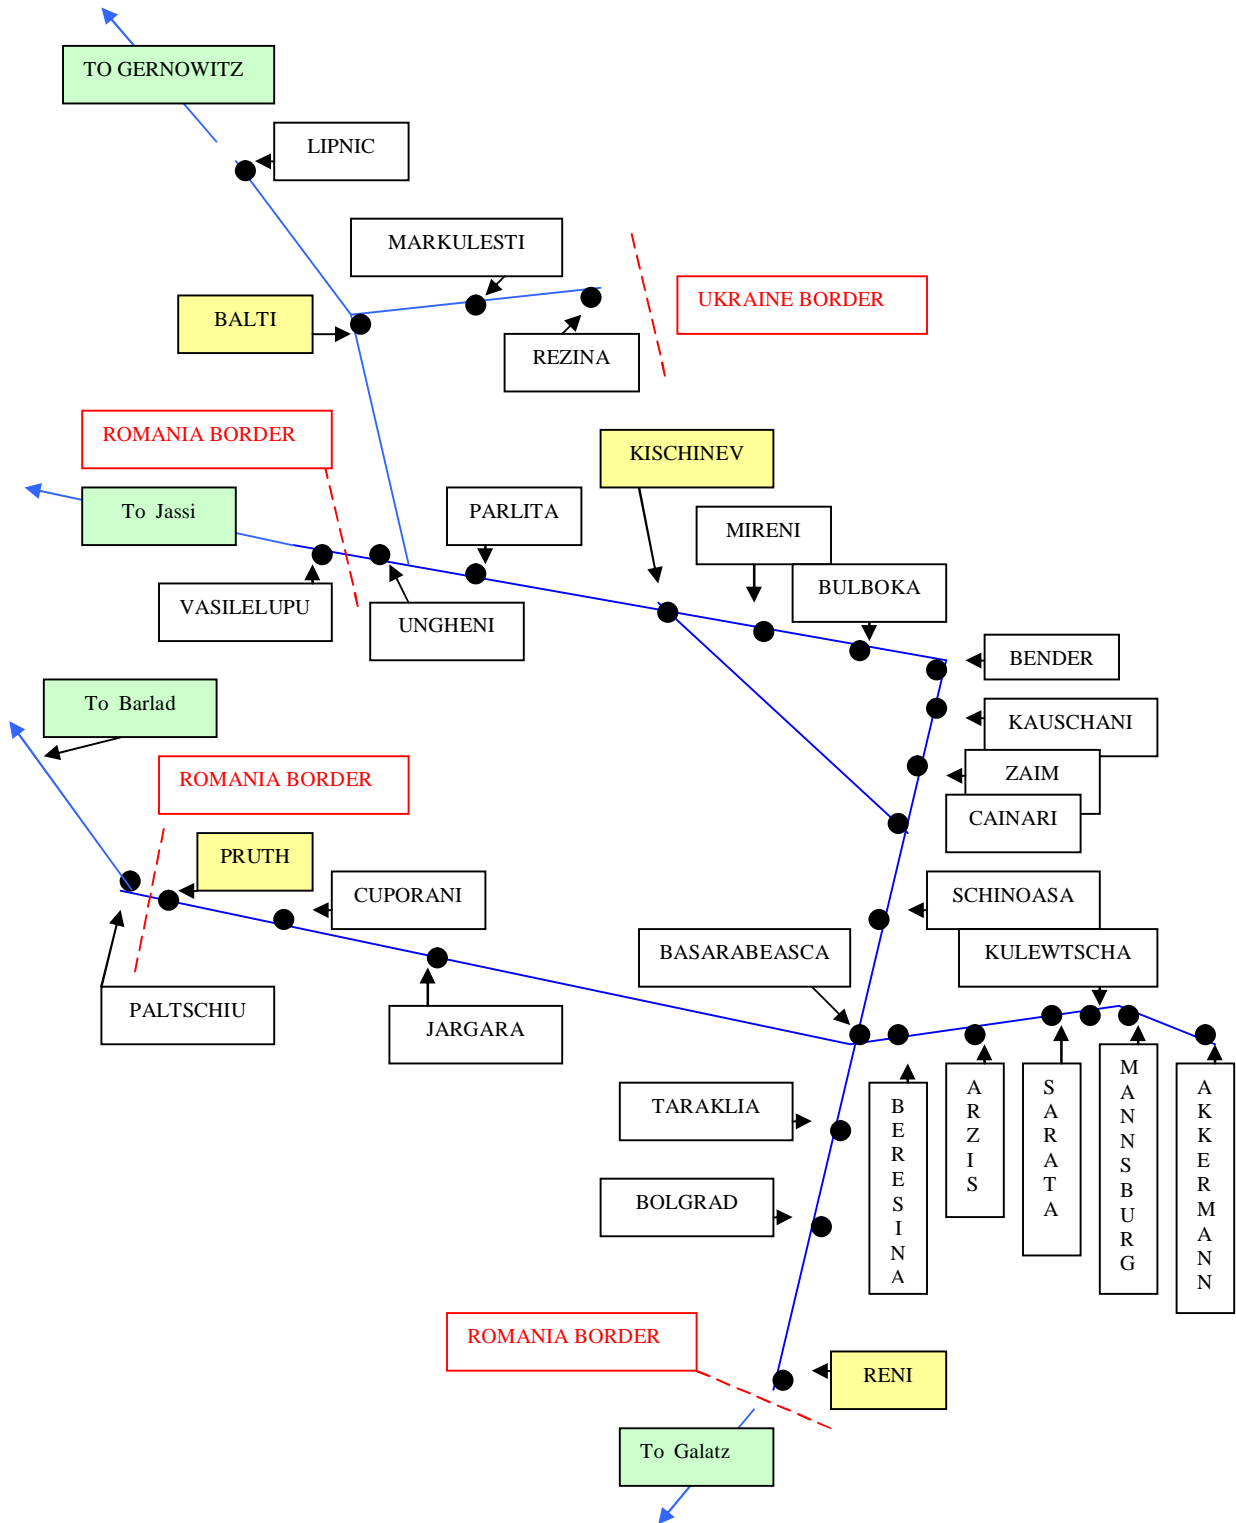 TO GERNOWITZ
LIPNIC
MARKULESTI
UKRAINE BORDER
BALTI
REZINA
ROMANIA BORDER
KISCHINEV
To Jassi
PARLITA
MIRENI
BULBOKA
VASILELUPU
UNGHENI
BENDER
To Barlad
KAUSCHANI
ROMANIA BORDER
ZAIM
CAINARI
PRUTH
CUPORANI
SCHINOASA
BASARABEASCA
KULEWTSCHA
PALTSCHIU
JARGARA
TARAKLIA
BERESINA
ARZIS
SARATA
MANNSBURG
AKKERMANN
BOLGRAD
ROMANIA BORDER
RENI
To Galatz